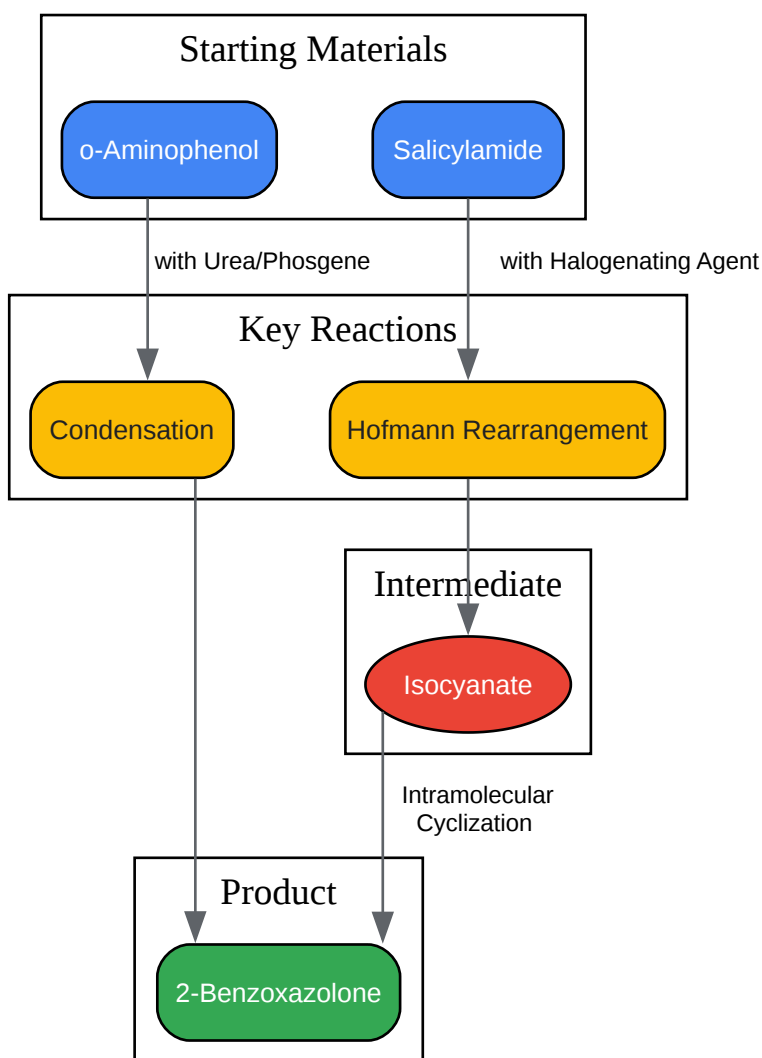 Starting Materials
o-Aminophenol
Salicylamide
with Urea/Phosgene
with Halogenating Agent
Key Reactions
Condensation
Hofmann Rearrangement
Intermediate
Isocyanate
Intramolecular
Cyclization
Product
2-Benzoxazolone